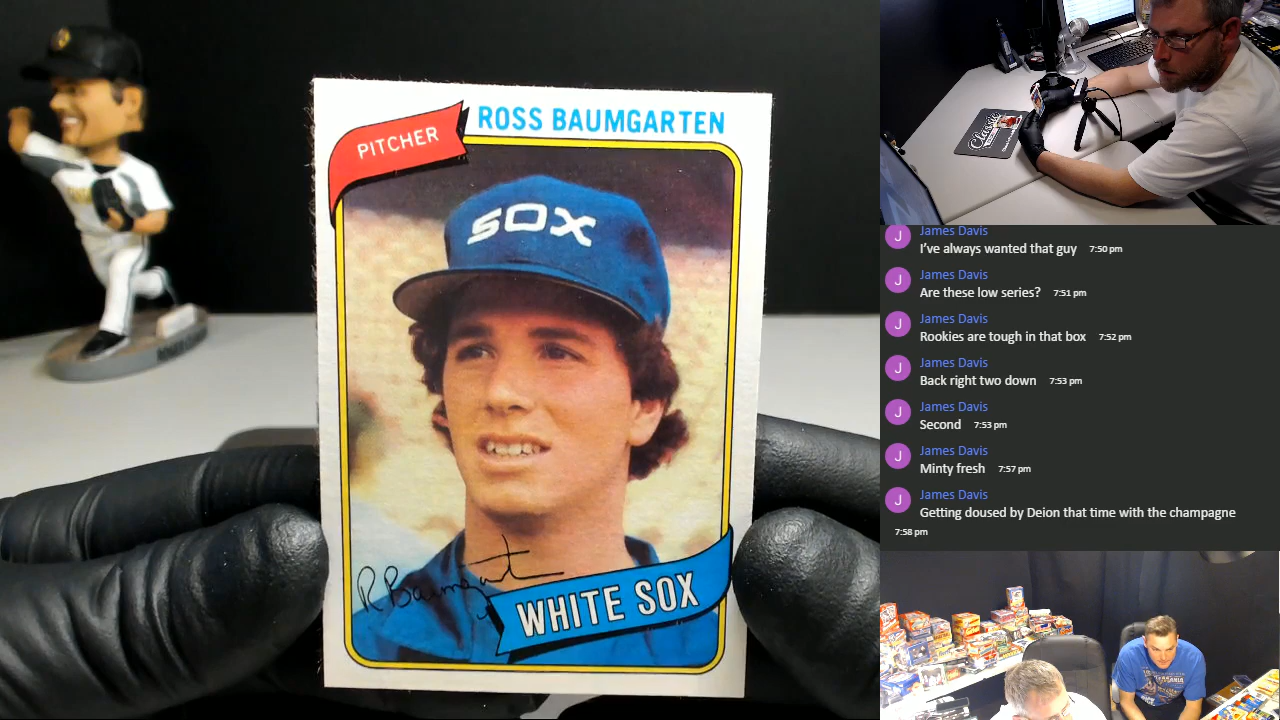 ROSS BAUMGARTEN
PITCHER
SOX
R Baumgarten
WHITE SOX
Classic
James Davis
I've always wanted that guy 7:50 pm
J
James Davis
Are these low series? 7:51 pm
J
James Davis
Rookies are tough in that box 7:52 pm
J
James Davis
Back right two down 7:53 pm
J
James Davis
Second 7:53 pm
J
James Davis
Minty fresh 7:57 pm
J
James Davis
Getting doused by Deion that time with the champagne
7:58 pm
J